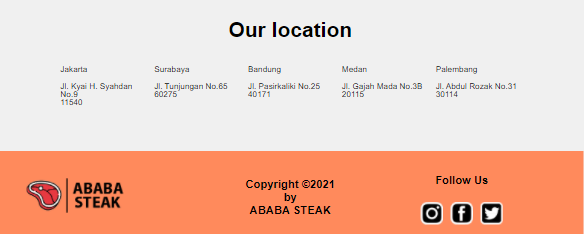 Our location
Jakarta
Jl. Kyai H. Syahdan
No.9
11540
Surabaya
Jl. Tunjungan No.65
60275
Bandung
Jl. Pasirkaliki No.25
40171
Medan
Jl. Gajah Mada No.3B
20115
Palembang
Jl. Abdul Rozak No.31
30114
ABABA
STEAK
Copyright ©2021
by
ABABA STEAK
Follow Us